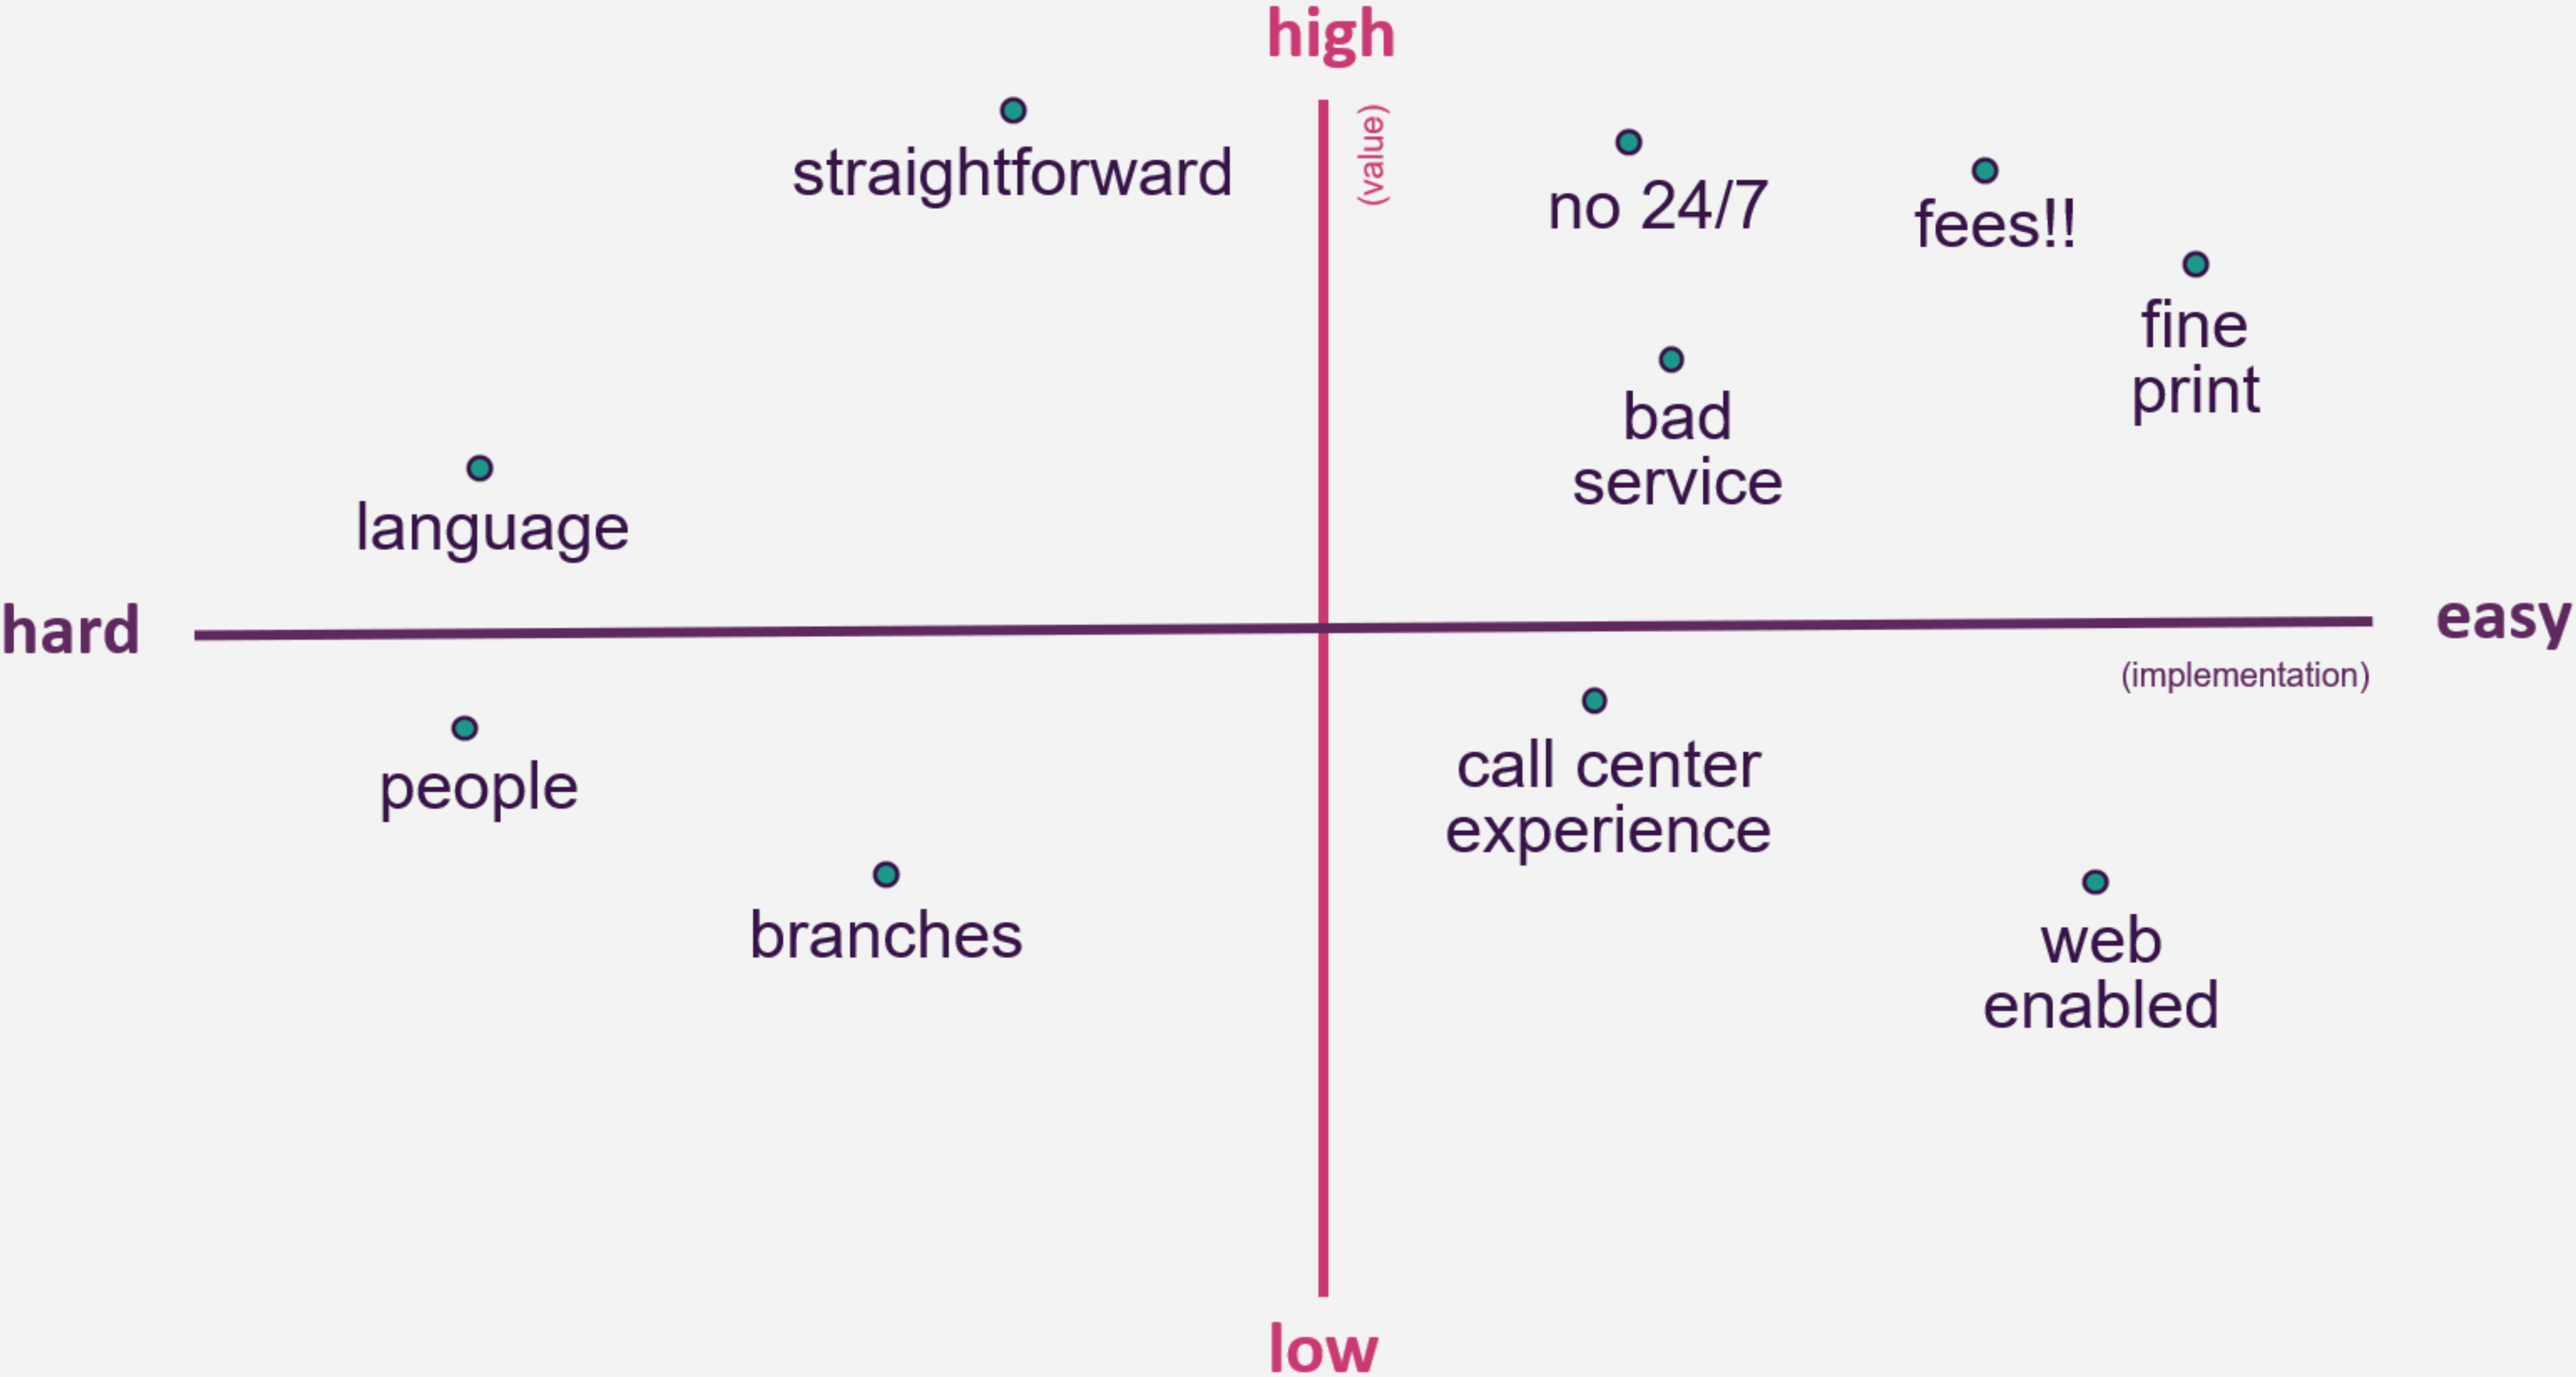 high
(value)
straightforward
no 24/7
fees!!
fine
print
bad
service
language
hard
easy
(implementation)
people
call center
experience
branches
web
enabled
low